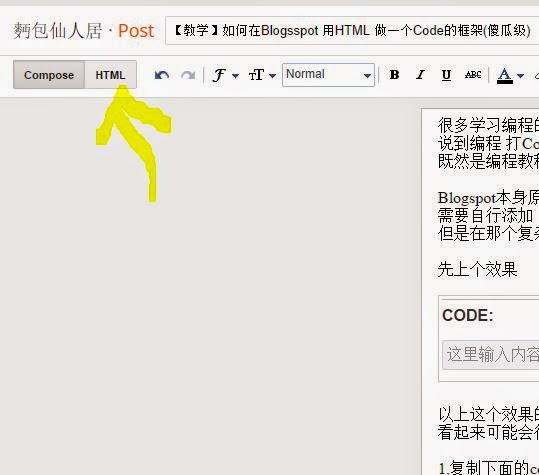 麵包仙人居 · Post
【教学】如何在Blogsspot 用HTML 做一个Code的框架(傻瓜级)
Compose HTML Normal B I U ABC A
很多学习编程的
说到编程 打Co
既然是编程教程
Blogspot本身原
需要自行添加
但是在那个复杂
先上个效果
CODE:
这里输入内容
以上这个效果的
看起来可能会很
1.复制下面的co